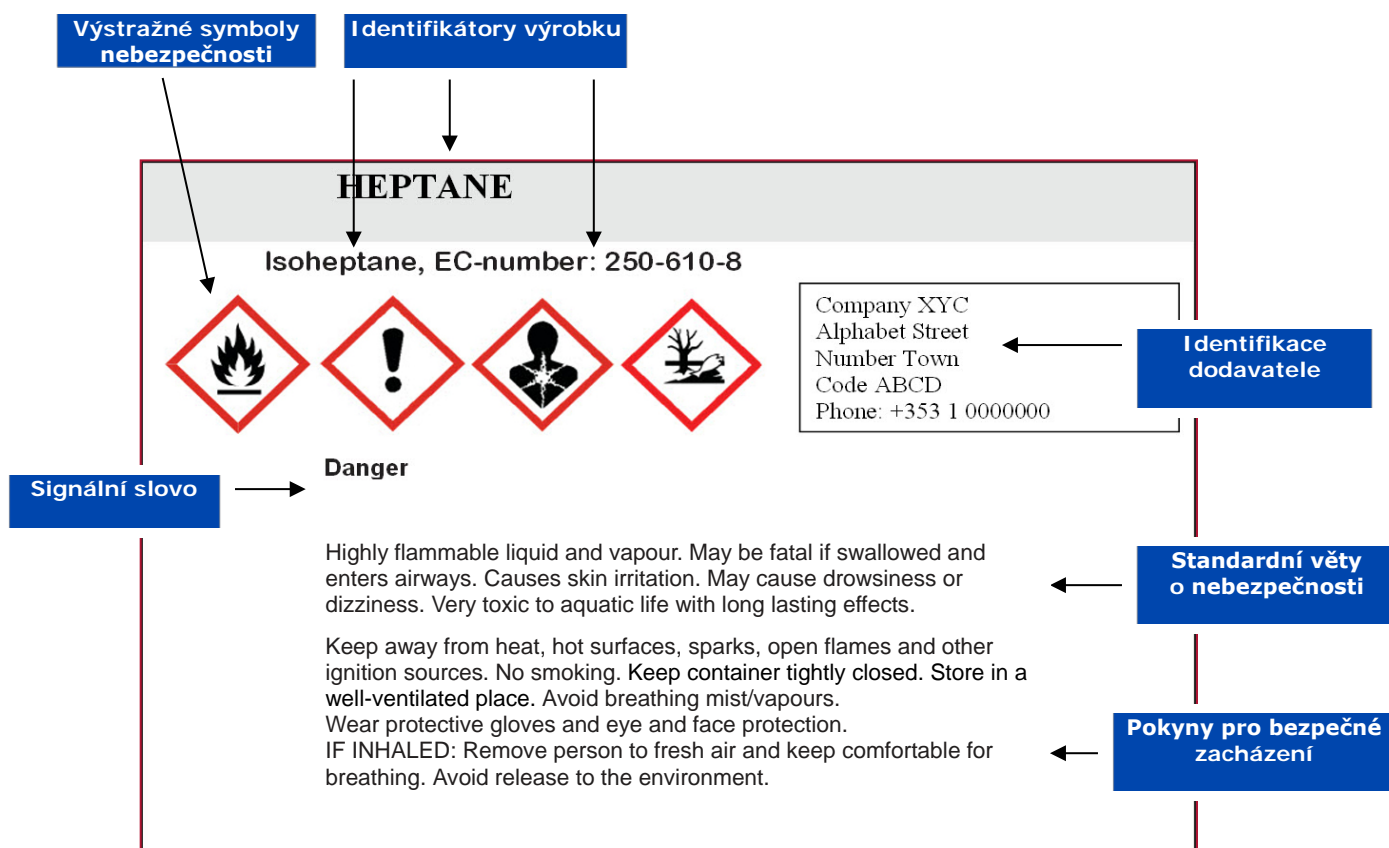 Výstražné symboly
nebezpečnosti
Identifikátory výrobku
HEPTANE
Isoheptane, EC-number: 250-610-8
Company XYC
Alphabet Street
Number Town
Code ABCD
Phone: +353 1 0000000
Identifikace
dodavatele
Danger
Signální slovo
Highly flammable liquid and vapour. May be fatal if swallowed and
enters airways. Causes skin irritation. May cause drowsiness or
dizziness. Very toxic to aquatic life with long lasting effects.
Standardní věty
o nebezpečnosti
Keep away from heat, hot surfaces, sparks, open flames and other
ignition sources. No smoking. Keep container tightly closed. Store in a
well-ventilated place. Avoid breathing mist/vapours.
Wear protective gloves and eye and face protection.
IF INHALED: Remove person to fresh air and keep comfortable for
breathing. Avoid release to the environment.
Pokyny pro bezpečné
zacházení